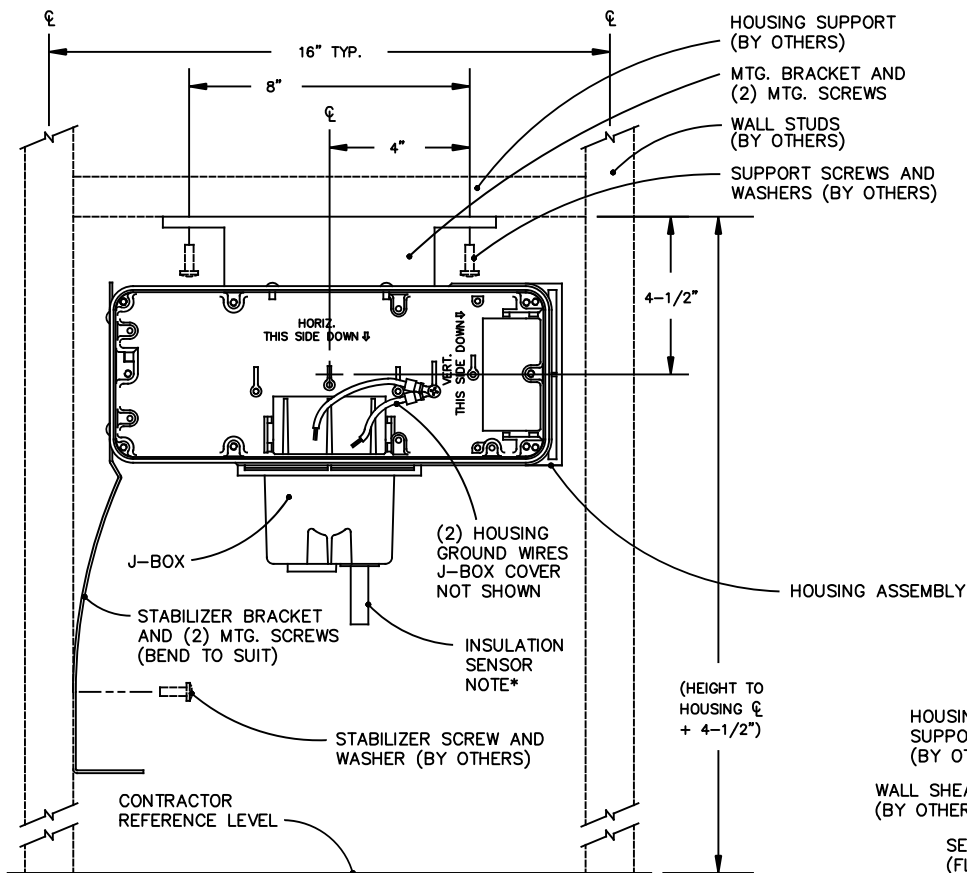 ℄
℄
HOUSING SUPPORT
(BY OTHERS)
16" TYP.
MTG. BRACKET AND
(2) MTG. SCREWS
8"
℄
WALL STUDS
(BY OTHERS)
4"
SUPPORT SCREWS AND
WASHERS (BY OTHERS)
4-1/2"
HORIZ.
THIS SIDE DOWN⇩
VERT.
THIS SIDE DOWN⇩
J-BOX
(2) HOUSING
GROUND WIRES
J-BOX COVER
NOT SHOWN
HOUSING ASSEMBLY
STABILIZER BRACKET
AND (2) MTG. SCREWS
(BEND TO SUIT)
INSULATION
SENSOR
NOTE*
(HEIGHT TO
HOUSING ℄
+ 4-1/2")
STABILIZER SCREW AND
WASHER (BY OTHERS)
CONTRACTOR
REFERENCE LEVEL
(BY
WALL
(BY